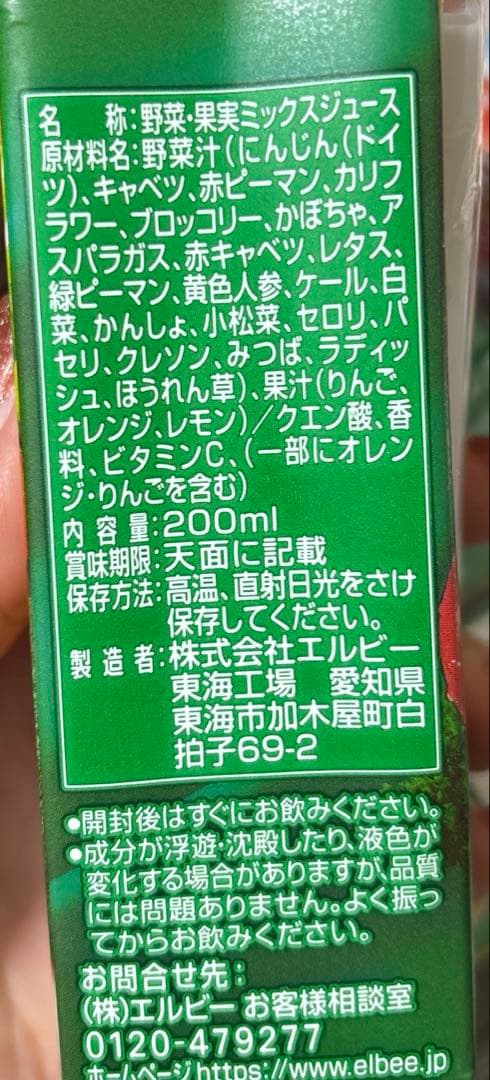 名　称:野菜・果実ミックスジュース
原材料名:野菜汁(にんじん(ドイ
ツ)、キャベツ、赤ピーマン、カリフ
ラワー、ブロッコリー、かぼちゃ、ア
スパラガス、赤キャベツ、レタス、
緑ピーマン、黄色人参、ケール、白
菜、かんしょ、小松菜、セロリ、パ
セリ、クレソン、みつば、ラディッ
シュ、ほうれん草)、果汁(りんご、
オレンジ、レモン)/クエン酸、香
料、ビタミンC、(一部にオレン
ジ・りんごを含む)
内容量:200ml
賞味期限:天面に記載
保存方法:高温、直射日光をさけ
保存してください。
製造者:株式会社エルビー
東海工場　愛知県
東海市加木屋町白
拍子69-2
●開封後はすぐにお飲みください。
●成分が浮遊・沈殿したり、液色が
変化する場合がありますが、品質
には問題ありません。よく振っ
てからお飲みください。
お問合せ先:
(株)エルビー お客様相談室
0120-479277
ホームページhttps://www.elbee.jp